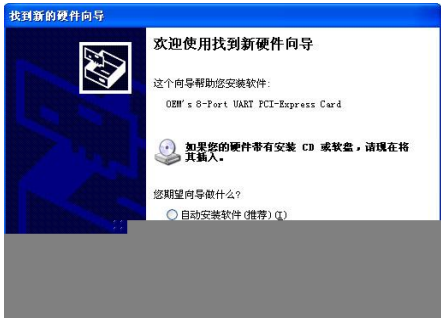 找到新的硬件向导
欢迎使用找到新硬件向导
这个向导帮助您安装软件:
OEM's 8-Port UART PCI-Express Card
如果您的硬件带有安装 CD 或软盘，请现在将
其插入。
您期望向导做什么?
自动安装软件(推荐)(I)